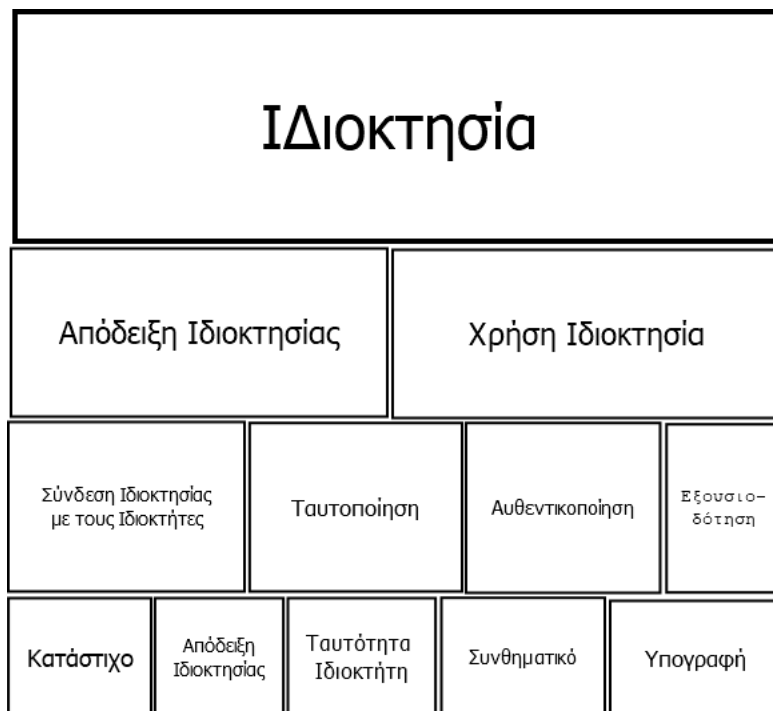 ΙΔιοκτησία
Απόδειξη Ιδιοκτησίας
Χρήση Ιδιοκτησία
Σύνδεση Ιδιοκτησίας
με τους Ιδιοκτήτες
Ταυτοποίηση
Αυθεντικοποίηση
Εξουσιο-
δότηση
Κατάστιχο
Απόδειξη
Ιδιοκτησίας
Ταυτότητα
Ιδιοκτήτη
Συνθηματικό
Υπογραφή